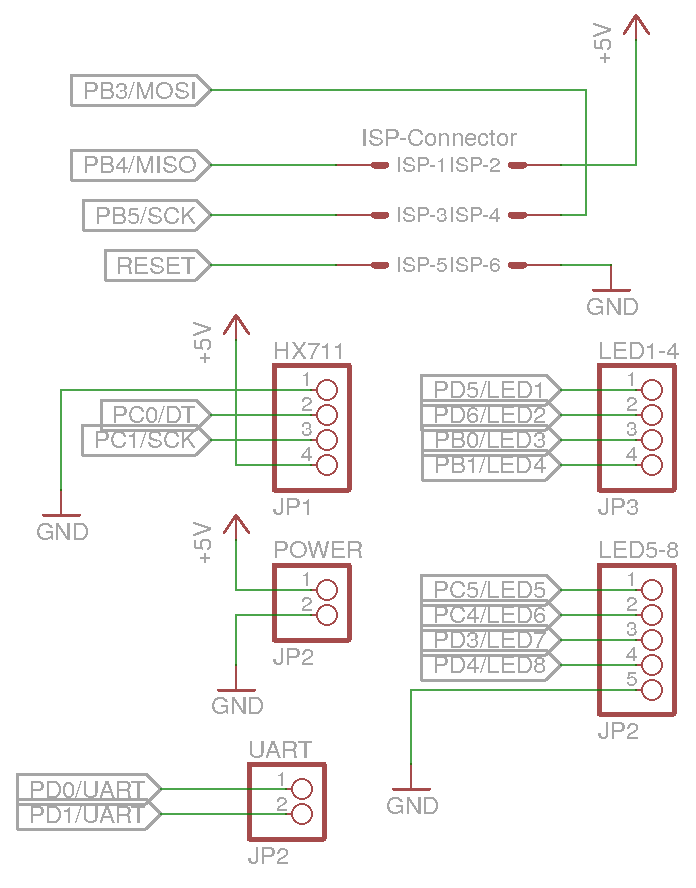 +5V
PB3/MOSI
ISP-Connector
PB4/MISO ISP-1 ISP-2
PB5/SCK ISP-3 ISP-4
RESET ISP-5 ISP-6
GND
+5V
HX711
1
PC0/DT 2
PC1/SCK 3
4
JP1
GND
LED1-4
PD5/LED1 1
PD6/LED2 2
PB0/LED3 3
PB1/LED4 4
JP3
+5V
POWER
1
2
JP2
GND
LED5-8
PC5/LED5 1
PC4/LED6 2
PD3/LED7 3
PD4/LED8 4
5
JP2
GND
UART
PD0/UART 1
PD1/UART 2
JP2